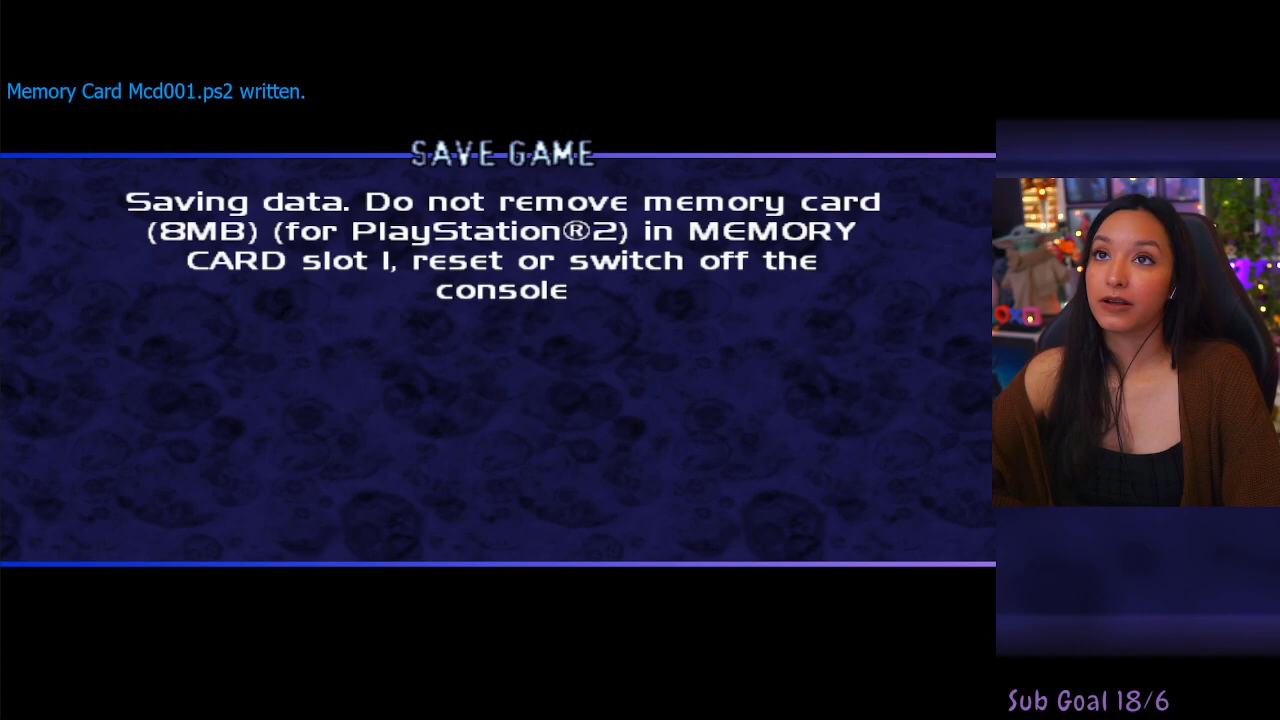 Memory Card Mcd001.ps2 written.
SAVE GAME
Saving data. Do not remove memory card
(8MB) (for PlayStation®2) in MEMORY
CARD slot 1, reset or switch off the
console
Sub Goal 18/6